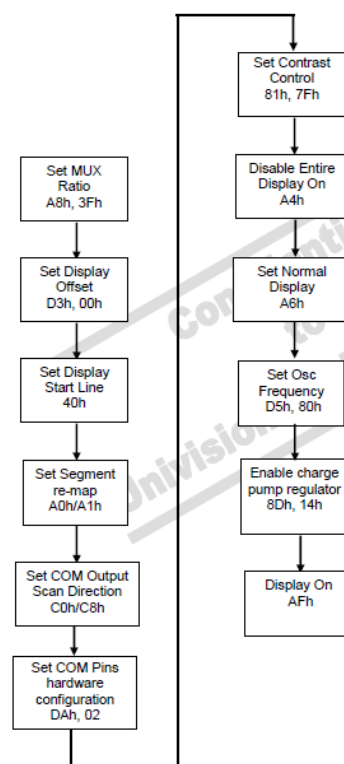 Set MUX
Ratio
A8h, 3Fh
Set Display
Offset
D3h, 00h
Set Display
Start Line
40h
Set Segment
re-map
A0h/A1h
Set COM Output
Scan Direction
C0h/C8h
Set COM Pins
hardware
configuration
DAh, 02
Set Contrast
Control
81h, 7Fh
Disable Entire
Display On
A4h
Set Normal
Display
A6h
Set Osc
Frequency
D5h, 80h
Enable charge
pump regulator
8Dh, 14h
Display On
AFh
to
Univision